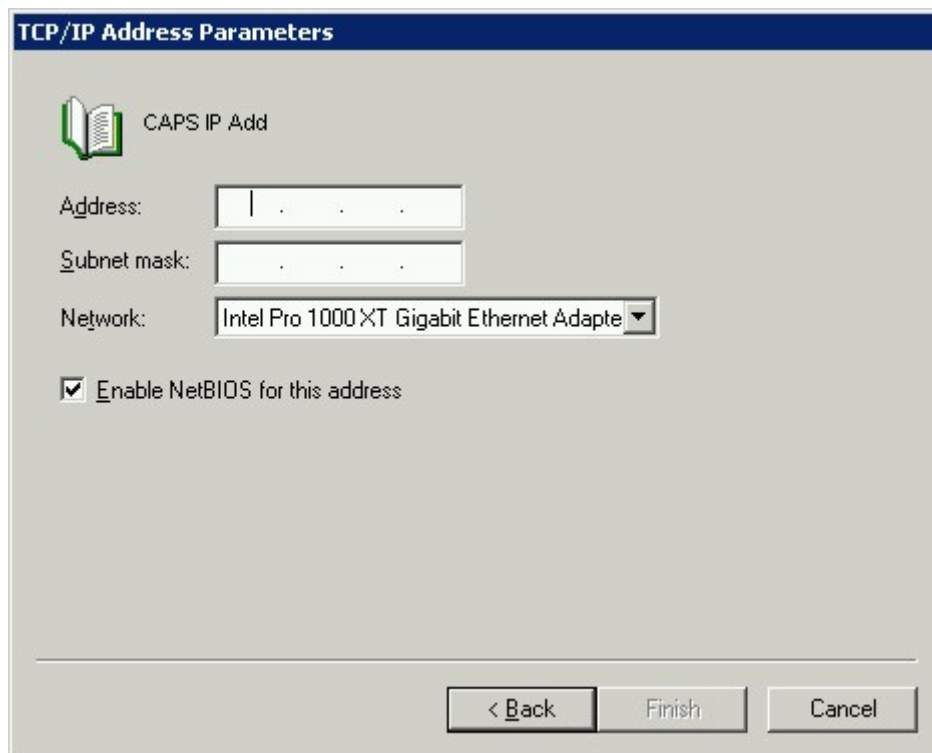 TCP/IP Address Parameters
CAPS IP Add
Address: . . .
Subnet mask: . . .
Network: Intel Pro 1000 XT Gigabit Ethernet Adapte
Enable NetBIOS for this address
< Back Finish Cancel